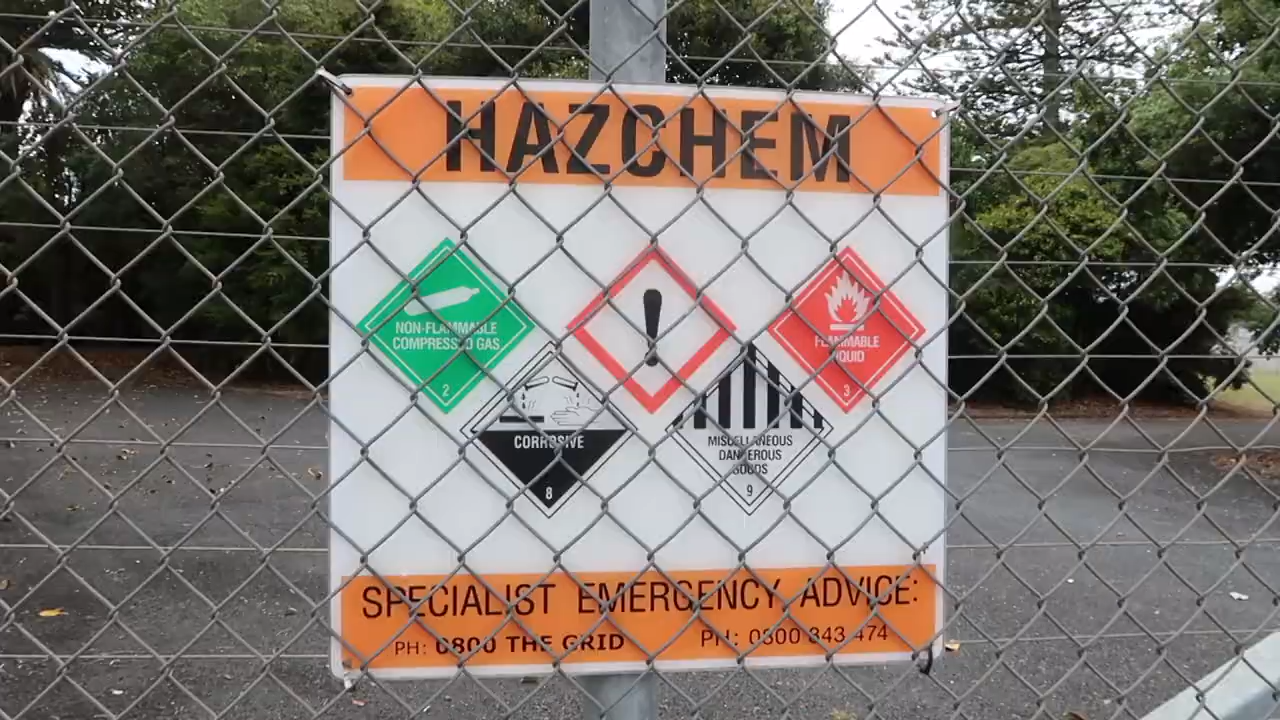 HAZCHEM
NON-FLAMMABLE
COMPRESSED GAS
2
FLAMMABLE
LIQUID
3
CORROSIVE
8
MISCELLANEOUS
DANGEROUS
GOODS
9
SPECIALIST EMERGENCY ADVICE:
PH: 0800 THE GRID PH: 0800 843 474